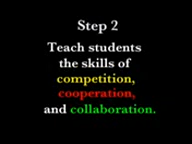 Step 2
Teach students
the skills of
competition,
cooperation,
and collaboration.